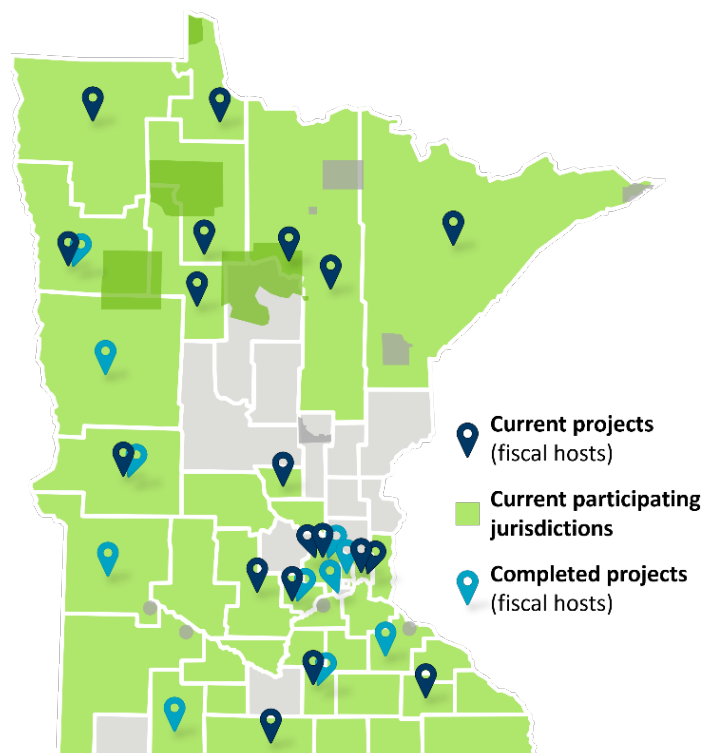 Current projects
(fiscal hosts)
Current participating
jurisdictions
Completed projects
(fiscal hosts)